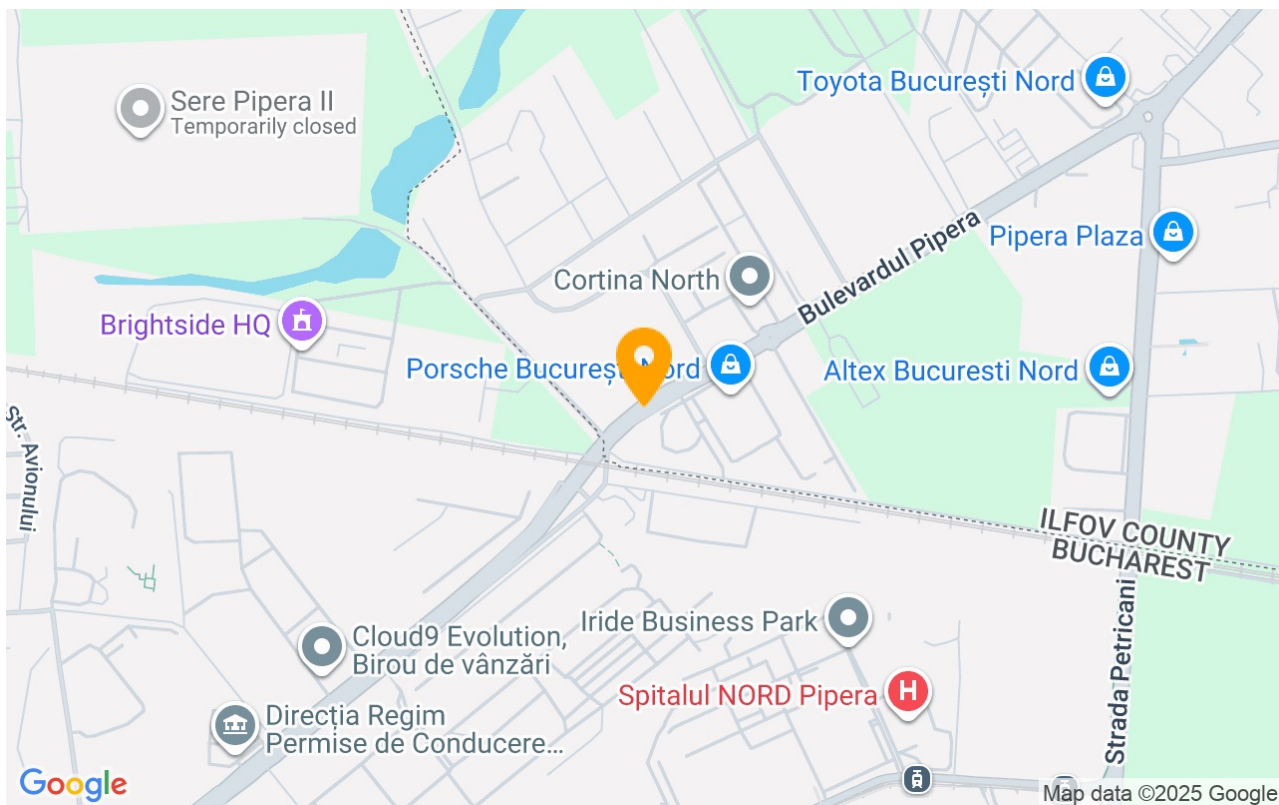 Toyota București Nord
Sere Pipera II
Temporarily closed
Bulevardul Pipera
Pipera Plaza
Cortina North
Brightside HQ
Porsche București Nord
Altex Bucuresti Nord
Str. Avionului
ILFOV COUNTY
BUCHAREST
Iride Business Park
Cloud9 Evolution,
Birou de vânzări
Spitalul NORD Pipera
H
Strada Petricani
Direcția Regim
Permise de Conducere...
Google
Map data ©2025 Google